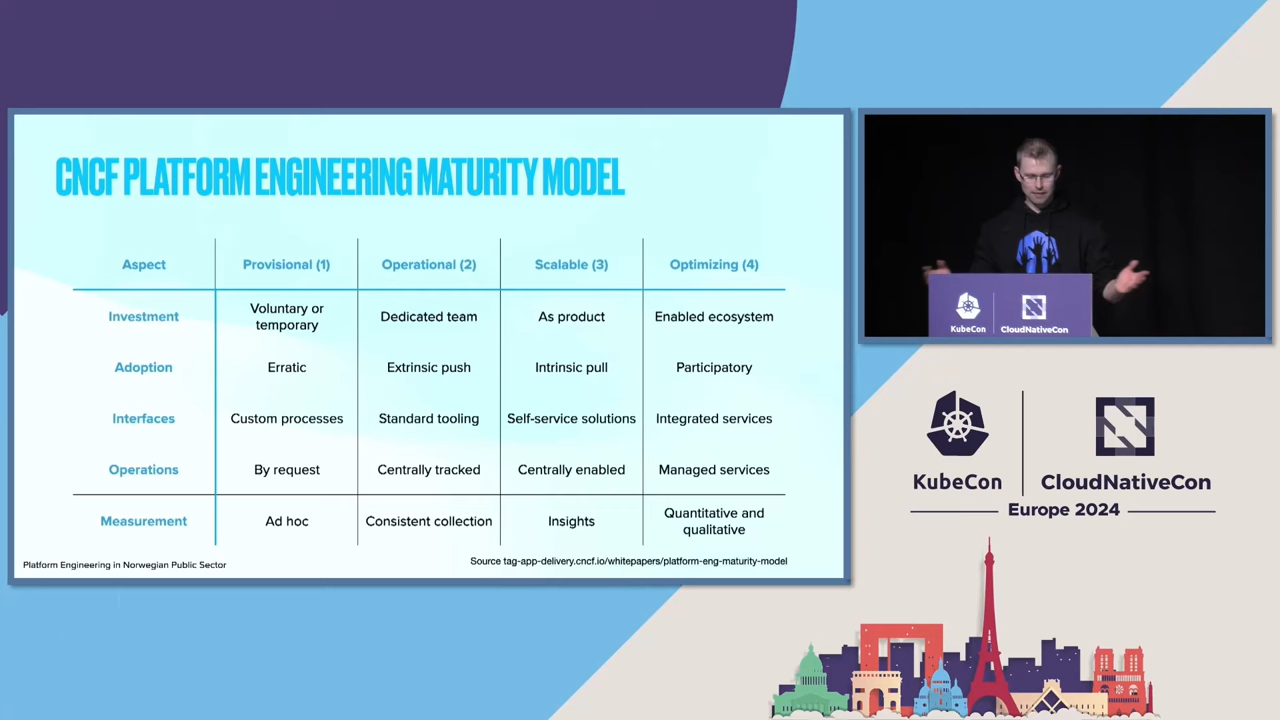 CNCF PLATFORM ENGINEERING MATURITY MODEL
Aspect Provisional (1) Operational (2) Scalable (3) Optimizing (4)
Investment Voluntary or temporary Dedicated team As product Enabled ecosystem
Adoption Erratic Extrinsic push Intrinsic pull Participatory
Interfaces Custom processes Standard tooling Self-service solutions Integrated services
Operations By request Centrally tracked Centrally enabled Managed services
Measurement Ad hoc Consistent collection Insights Quantitative and qualitative
Platform Engineering in Norwegian Public Sector
Source tag-app-delivery.cncf.io/whitepapers/platform-eng-maturity-model
KubeCon CloudNativeCon
KubeCon CloudNativeCon
Europe 2024